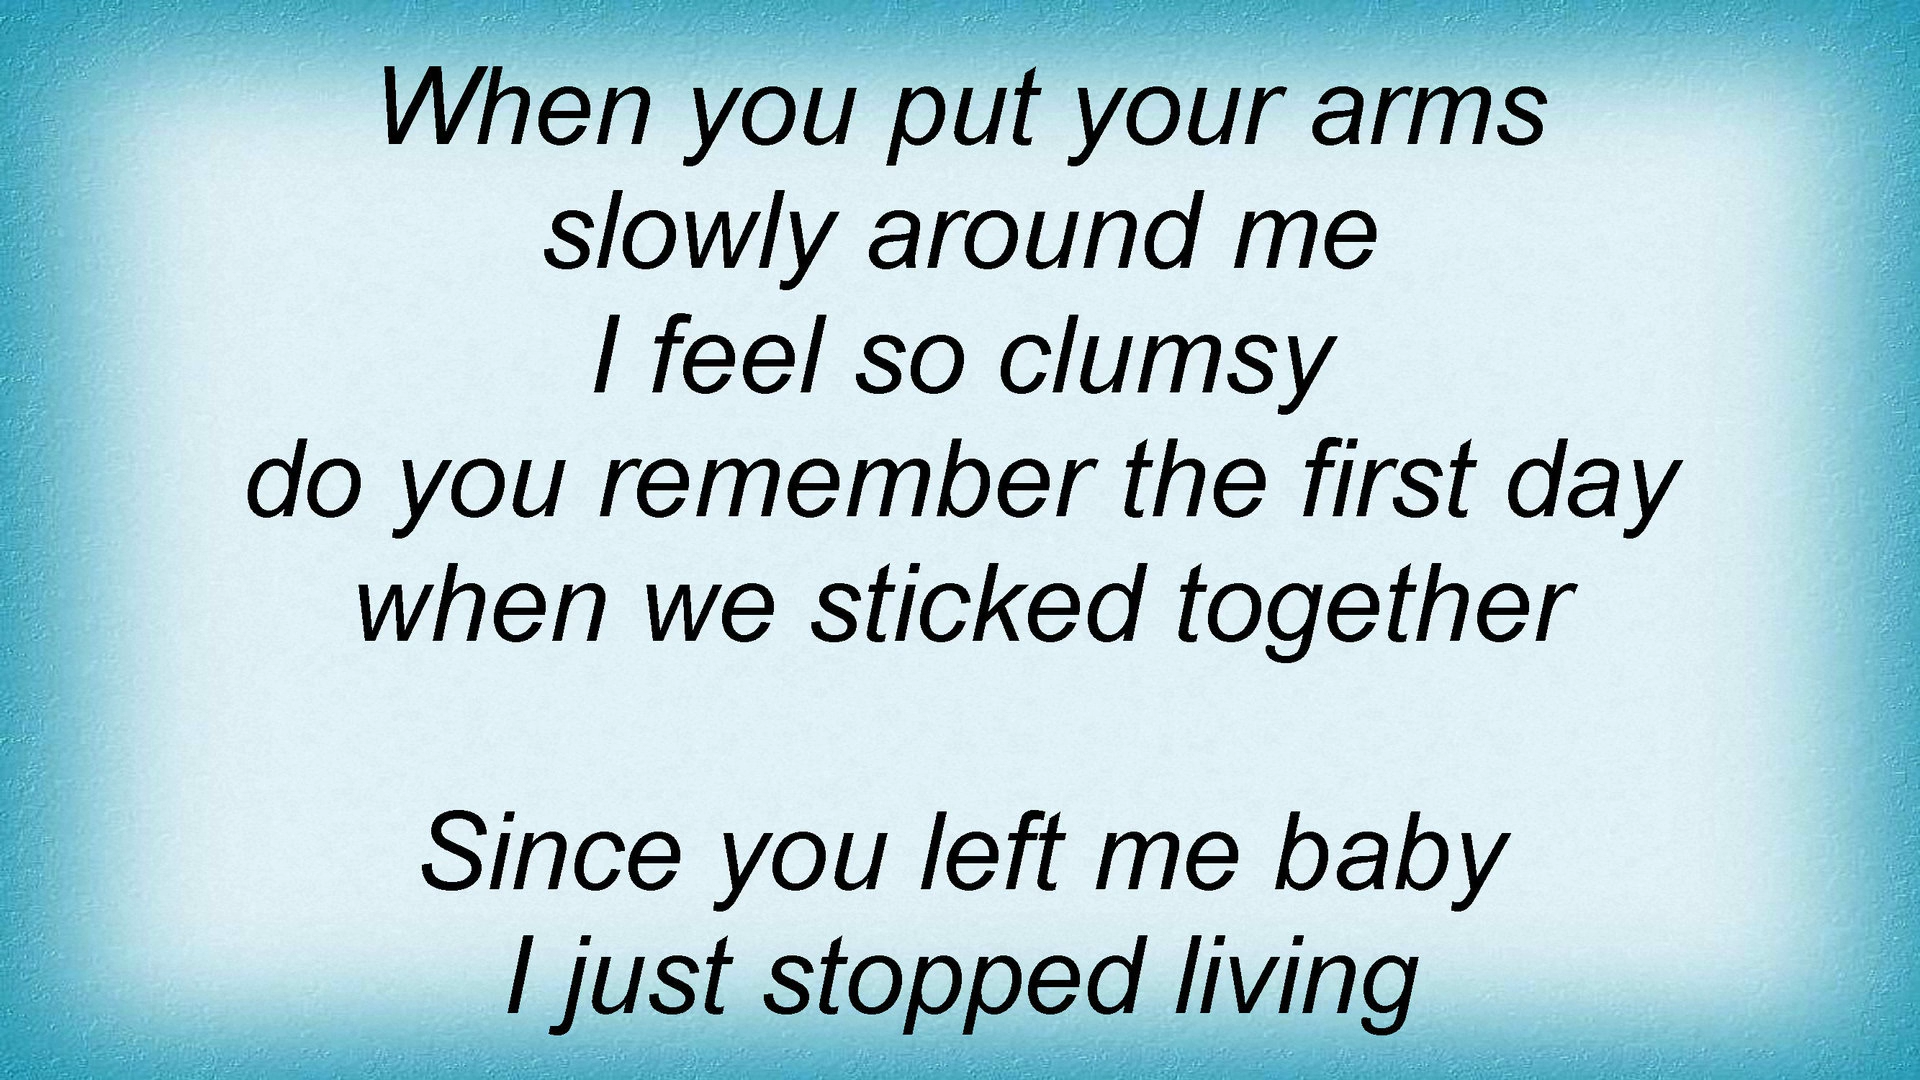 When you put your arms
slowly around me
I feel so clumsy
do you remember the first day
when we sticked together
Since you left me baby
I just stopped living